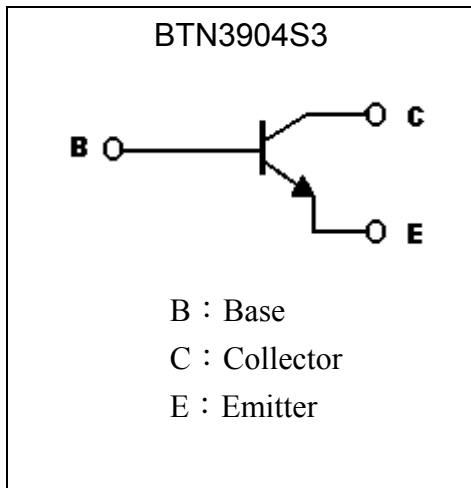 BTN3904S3
C
B
E
B：Base
C：Collector
E：Emitter